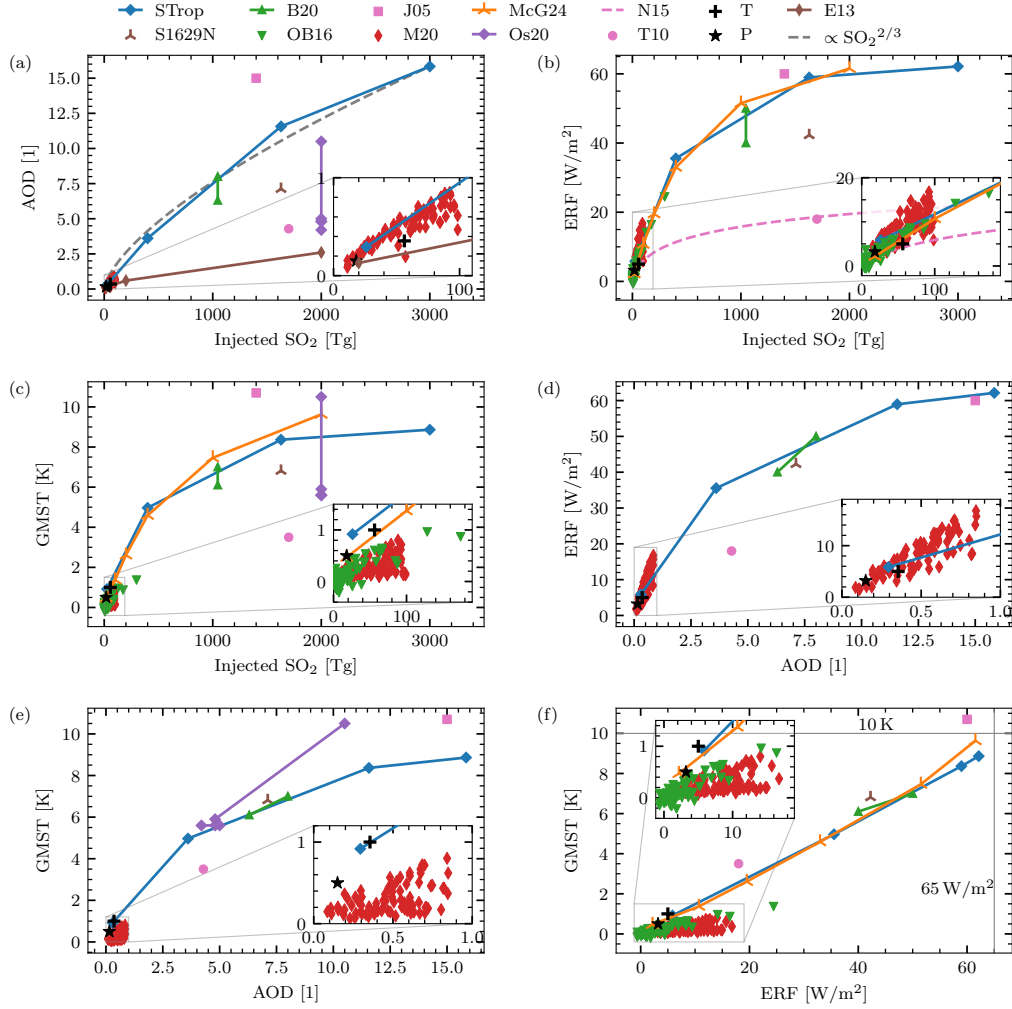 STrop B20 J05 McG24 N15 T E13
S1629N OB16 M20 Os20 T10 P ∝ SO₂^2/3
(a)
15.0
12.5
10.0
7.5
5.0
2.5
0.0
AOD [1]
1
0
0 100
0 1000 2000 3000
Injected SO₂ [Tg]
(b)
60
40
20
0
ERF [W/m²]
20
0
0 100
0 1000 2000 3000
Injected SO₂ [Tg]
(c)
10
8
6
4
2
0
GMST [K]
1
0
0 100
0 1000 2000 3000
Injected SO₂ [Tg]
(d)
60
50
40
30
20
10
0
ERF [W/m²]
10
0
0.0 0.5 1.0
0.0 2.5 5.0 7.5 10.0 12.5 15.0
AOD [1]
(e)
10
8
6
4
2
0
GMST [K]
1
0
0.0 0.5 1.0
0.0 2.5 5.0 7.5 10.0 12.5 15.0
AOD [1]
(f)
10 K
10
8
6
4
2
0
GMST [K]
1
0
0 10
65 W/m²
0 20 40 60
ERF [W/m²]